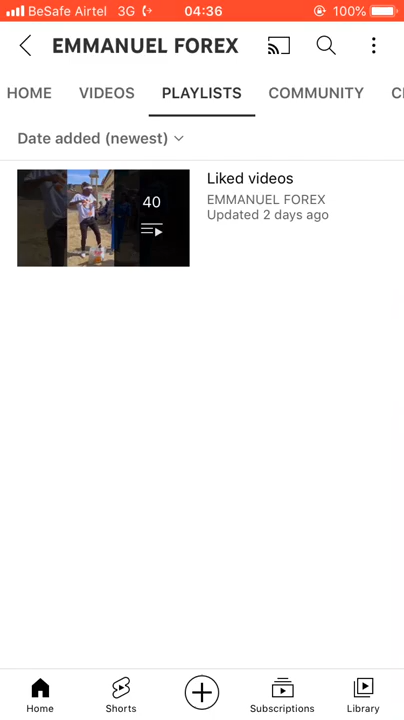 BeSafe Airtel 3G 04:36 100%
EMMANUEL FOREX
HOME VIDEOS PLAYLISTS COMMUNITY C
Date added (newest)
40
Liked videos
EMMANUEL FOREX
Updated 2 days ago
Home Shorts Subscriptions Library